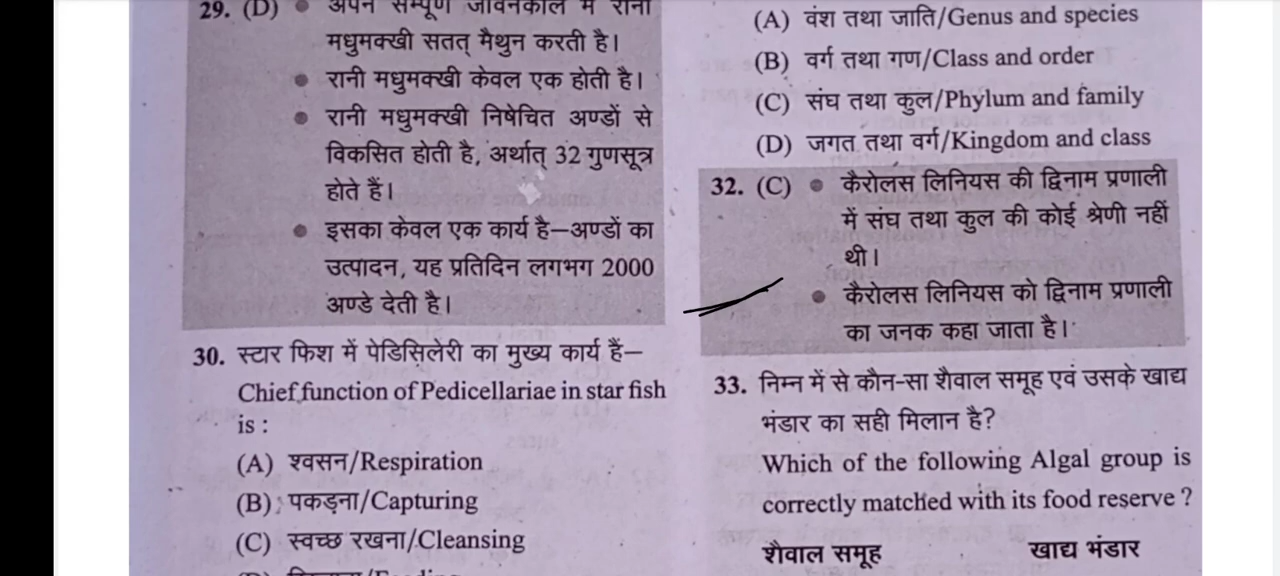 29. (D) ● अपने सम्पूर्ण जीवनकाल में रानी
मधुमक्खी सतत् मैथुन करती है।
● रानी मधुमक्खी केवल एक होती है।
● रानी मधुमक्खी निषेचित अण्डों से
विकसित होती है, अर्थात् 32 गुणसूत्र
होते हैं।
● इसका केवल एक कार्य है—अण्डों का
उत्पादन, यह प्रतिदिन लगभग 2000
अण्डे देती है।
30. स्टार फिश में पेडिसिलेरी का मुख्य कार्य हैं—
Chief function of Pedicellariae in star fish
is :
(A) श्वसन/Respiration
(B) पकड़ना/Capturing
(C) स्वच्छ रखना/Cleansing
(A) वंश तथा जाति/Genus and species
(B) वर्ग तथा गण/Class and order
(C) संघ तथा कुल/Phylum and family
(D) जगत तथा वर्ग/Kingdom and class
32. (C) ● कैरोलस लिनियस की द्विनाम प्रणाली
में संघ तथा कुल की कोई श्रेणी नहीं
थी।
● कैरोलस लिनियस को द्विनाम प्रणाली
का जनक कहा जाता है।
33. निम्न में से कौन-सा शैवाल समूह एवं उसके खाद्य
भंडार का सही मिलान है?
Which of the following Algal group is
correctly matched with its food reserve ?
शैवाल समूह खाद्य भंडार